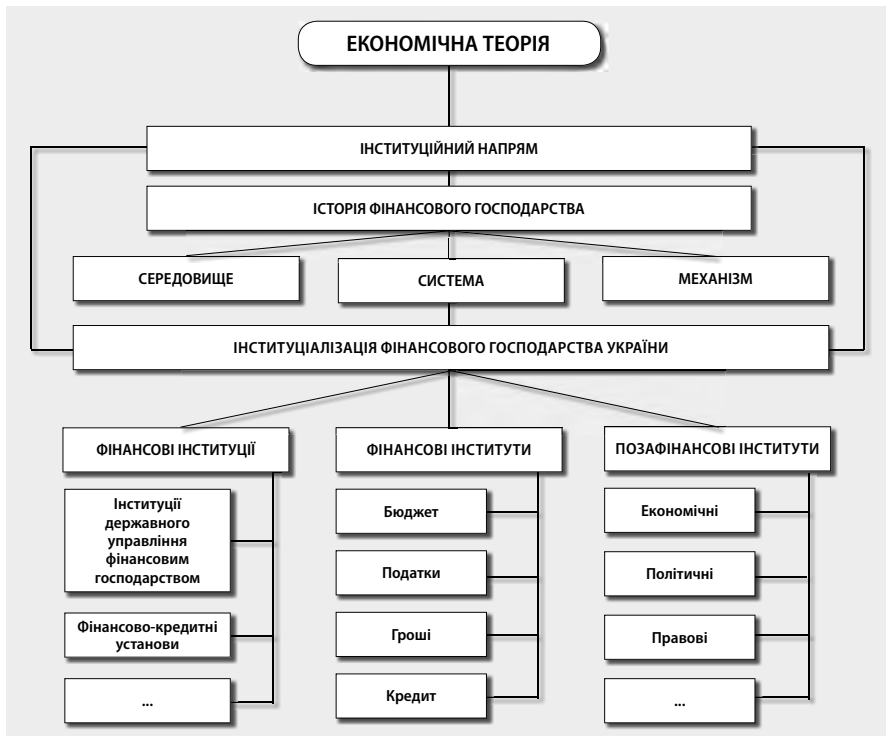 ЕКОНОМІЧНА ТЕОРІЯ
ІНСТИТУЦІЙНИЙ НАПРЯМ
ІСТОРІЯ ФІНАНСОВОГО ГОСПОДАРСТВА
СЕРЕДОВИЩЕ
СИСТЕМА
МЕХАНІЗМ
ІНСТИТУЦІАЛІЗАЦІЯ ФІНАНСОВОГО ГОСПОДАРСТВА УКРАЇНИ
ФІНАНСОВІ ІНСТИТУЦІЇ
Інституції
державного
управління
фінансовим
господарством
Фінансово-кредитні
установи
...
ФІНАНСОВІ ІНСТИТУТИ
Бюджет
Податки
Гроші
Кредит
ПОЗАФІНАНСОВІ ІНСТИТУТИ
Економічні
Політичні
Правові
...